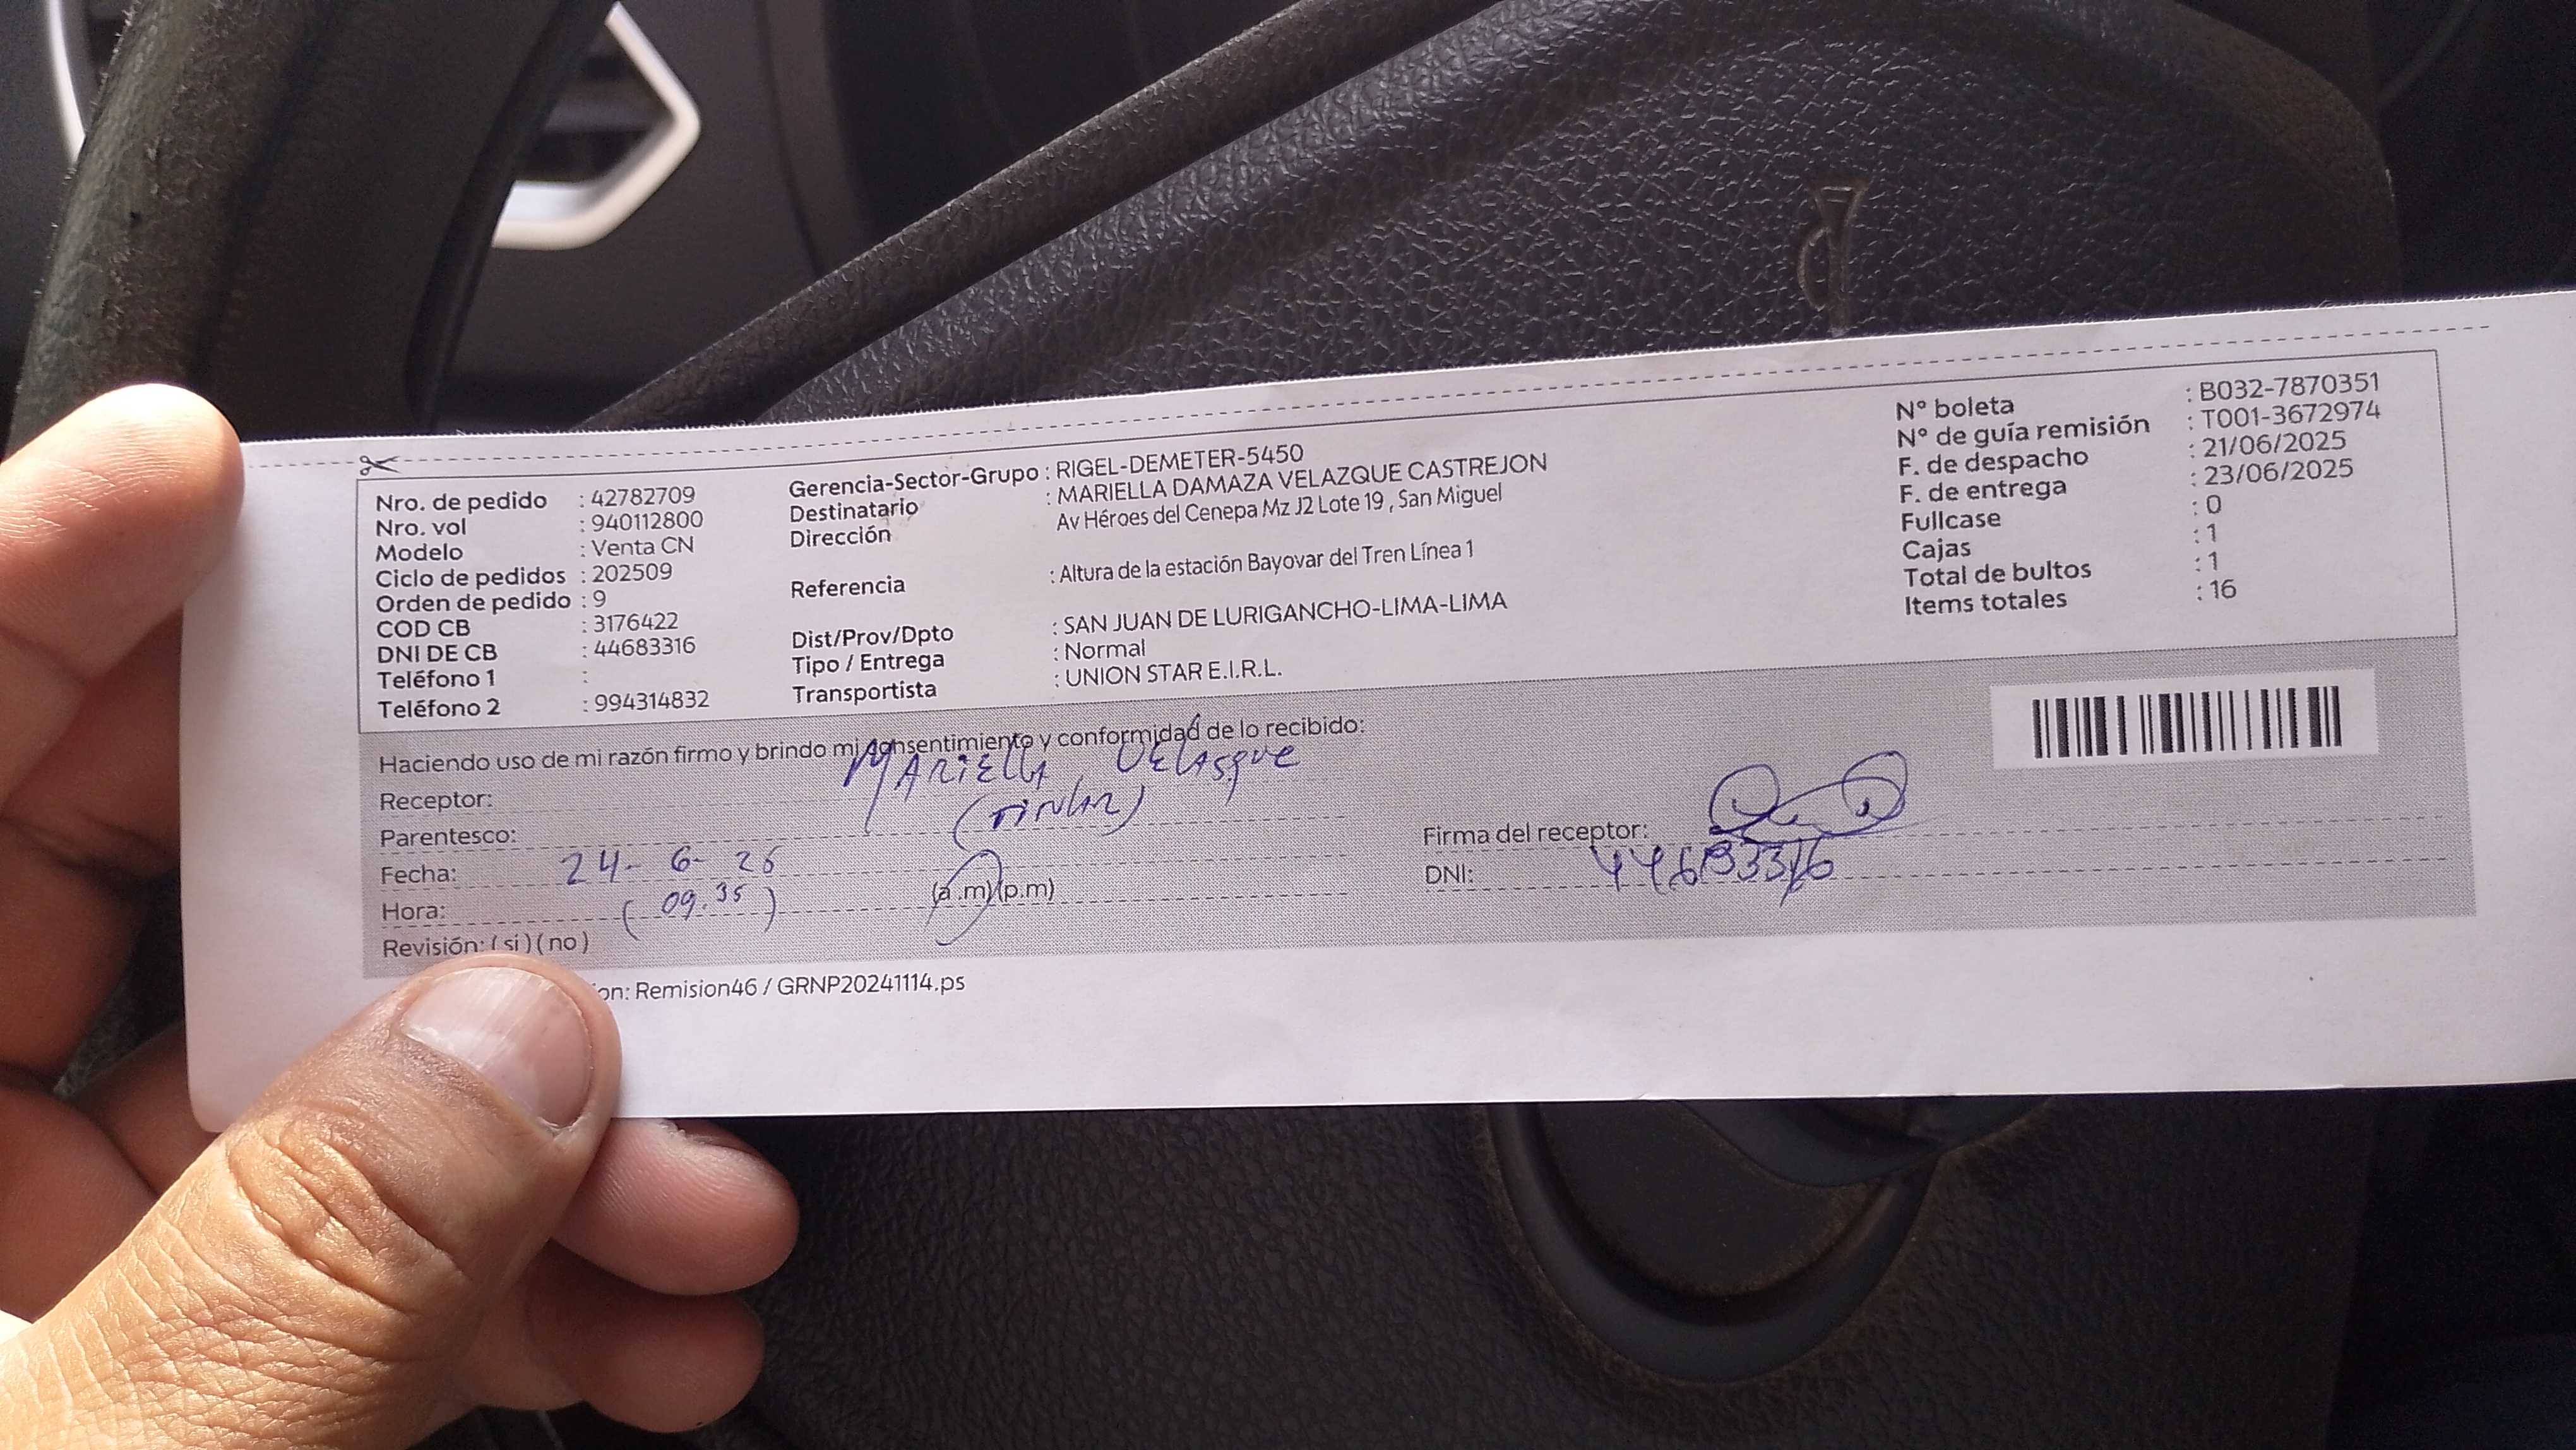 Nro. de pedido : 42782709
Nro. vol : 940112800
Modelo : Venta CN
Ciclo de pedidos : 202509
Orden de pedido : 9
COD CB : 3176422
DNI DE CB : 44683316
Teléfono 1 :
Teléfono 2 : 994314832
Gerencia-Sector-Grupo : RIGEL-DEMETER-5450
Destinatario : MARIELLA DAMAZA VELAZQUE CASTREJON
Dirección Av Héroes del Cenepa Mz J2 Lote 19 , San Miguel
Referencia : Altura de la estación Bayovar del Tren Línea 1
Dist/Prov/Dpto : SAN JUAN DE LURIGANCHO-LIMA-LIMA
Tipo / Entrega : Normal
Transportista : UNION STAR E.I.R.L.
N° boleta : B032-7870351
N° de guía remisión : T001-3672974
F. de despacho : 21/06/2025
F. de entrega : 23/06/2025
Fullcase : 0
Cajas : 1
Total de bultos : 1
Items totales : 16
Haciendo uso de mi razón firmo y brindo mi consentimiento y conformidad de lo recibido:
Receptor: MARIELLA VELASQUE
Parentesco: (TITULAR)
Fecha: 24-6-25
Hora: (09.35) (a.m)(p.m)
Revisión: (si)(no)
Firma del receptor:
DNI: 44683316
on: Remision46 / GRNP20241114.ps